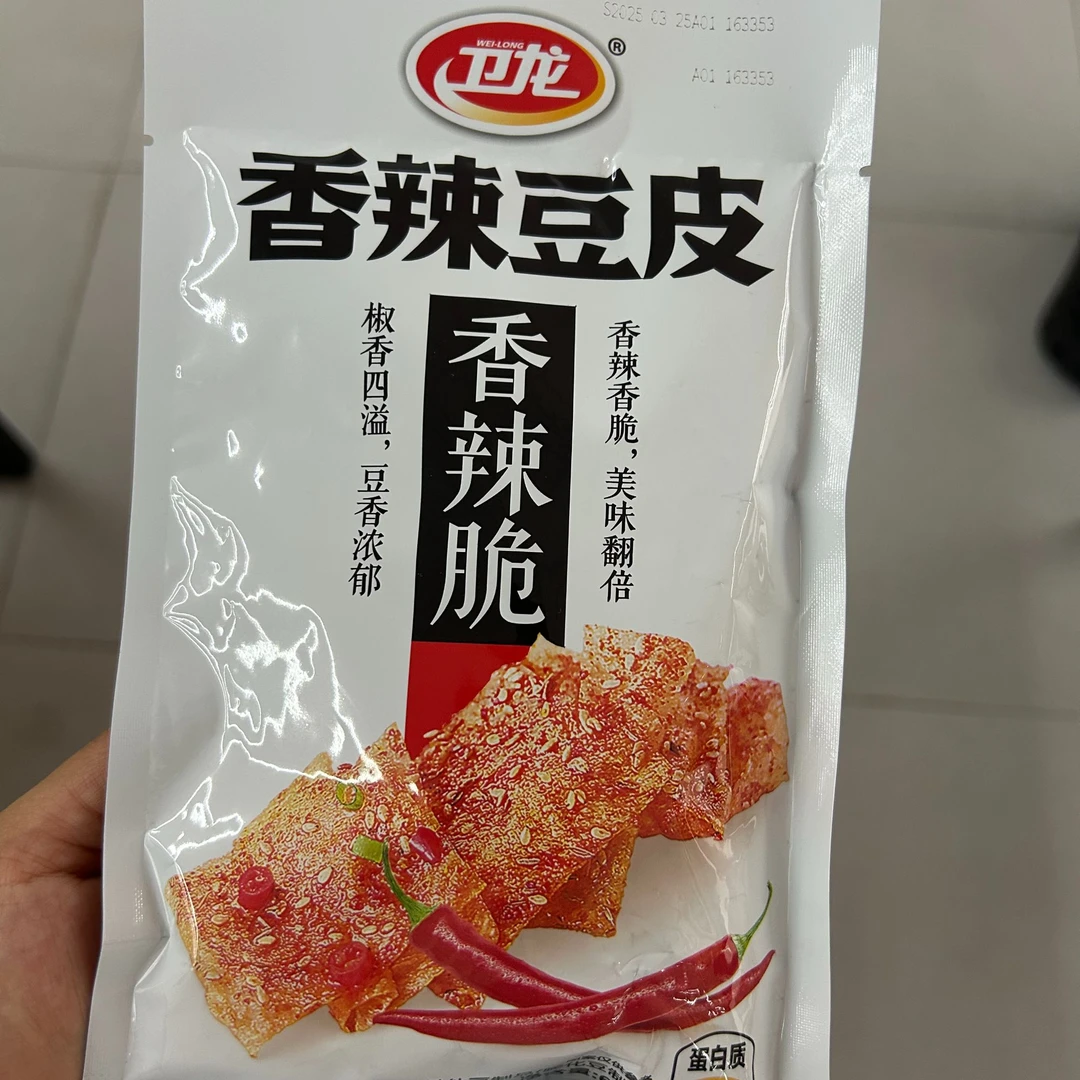 S2025 03 25A01 163353
A01 163353
WEI-LONG
卫龙®
香辣豆皮
香辣香脆，美味翻倍
香辣脆
椒香四溢，豆香浓郁
蛋白质